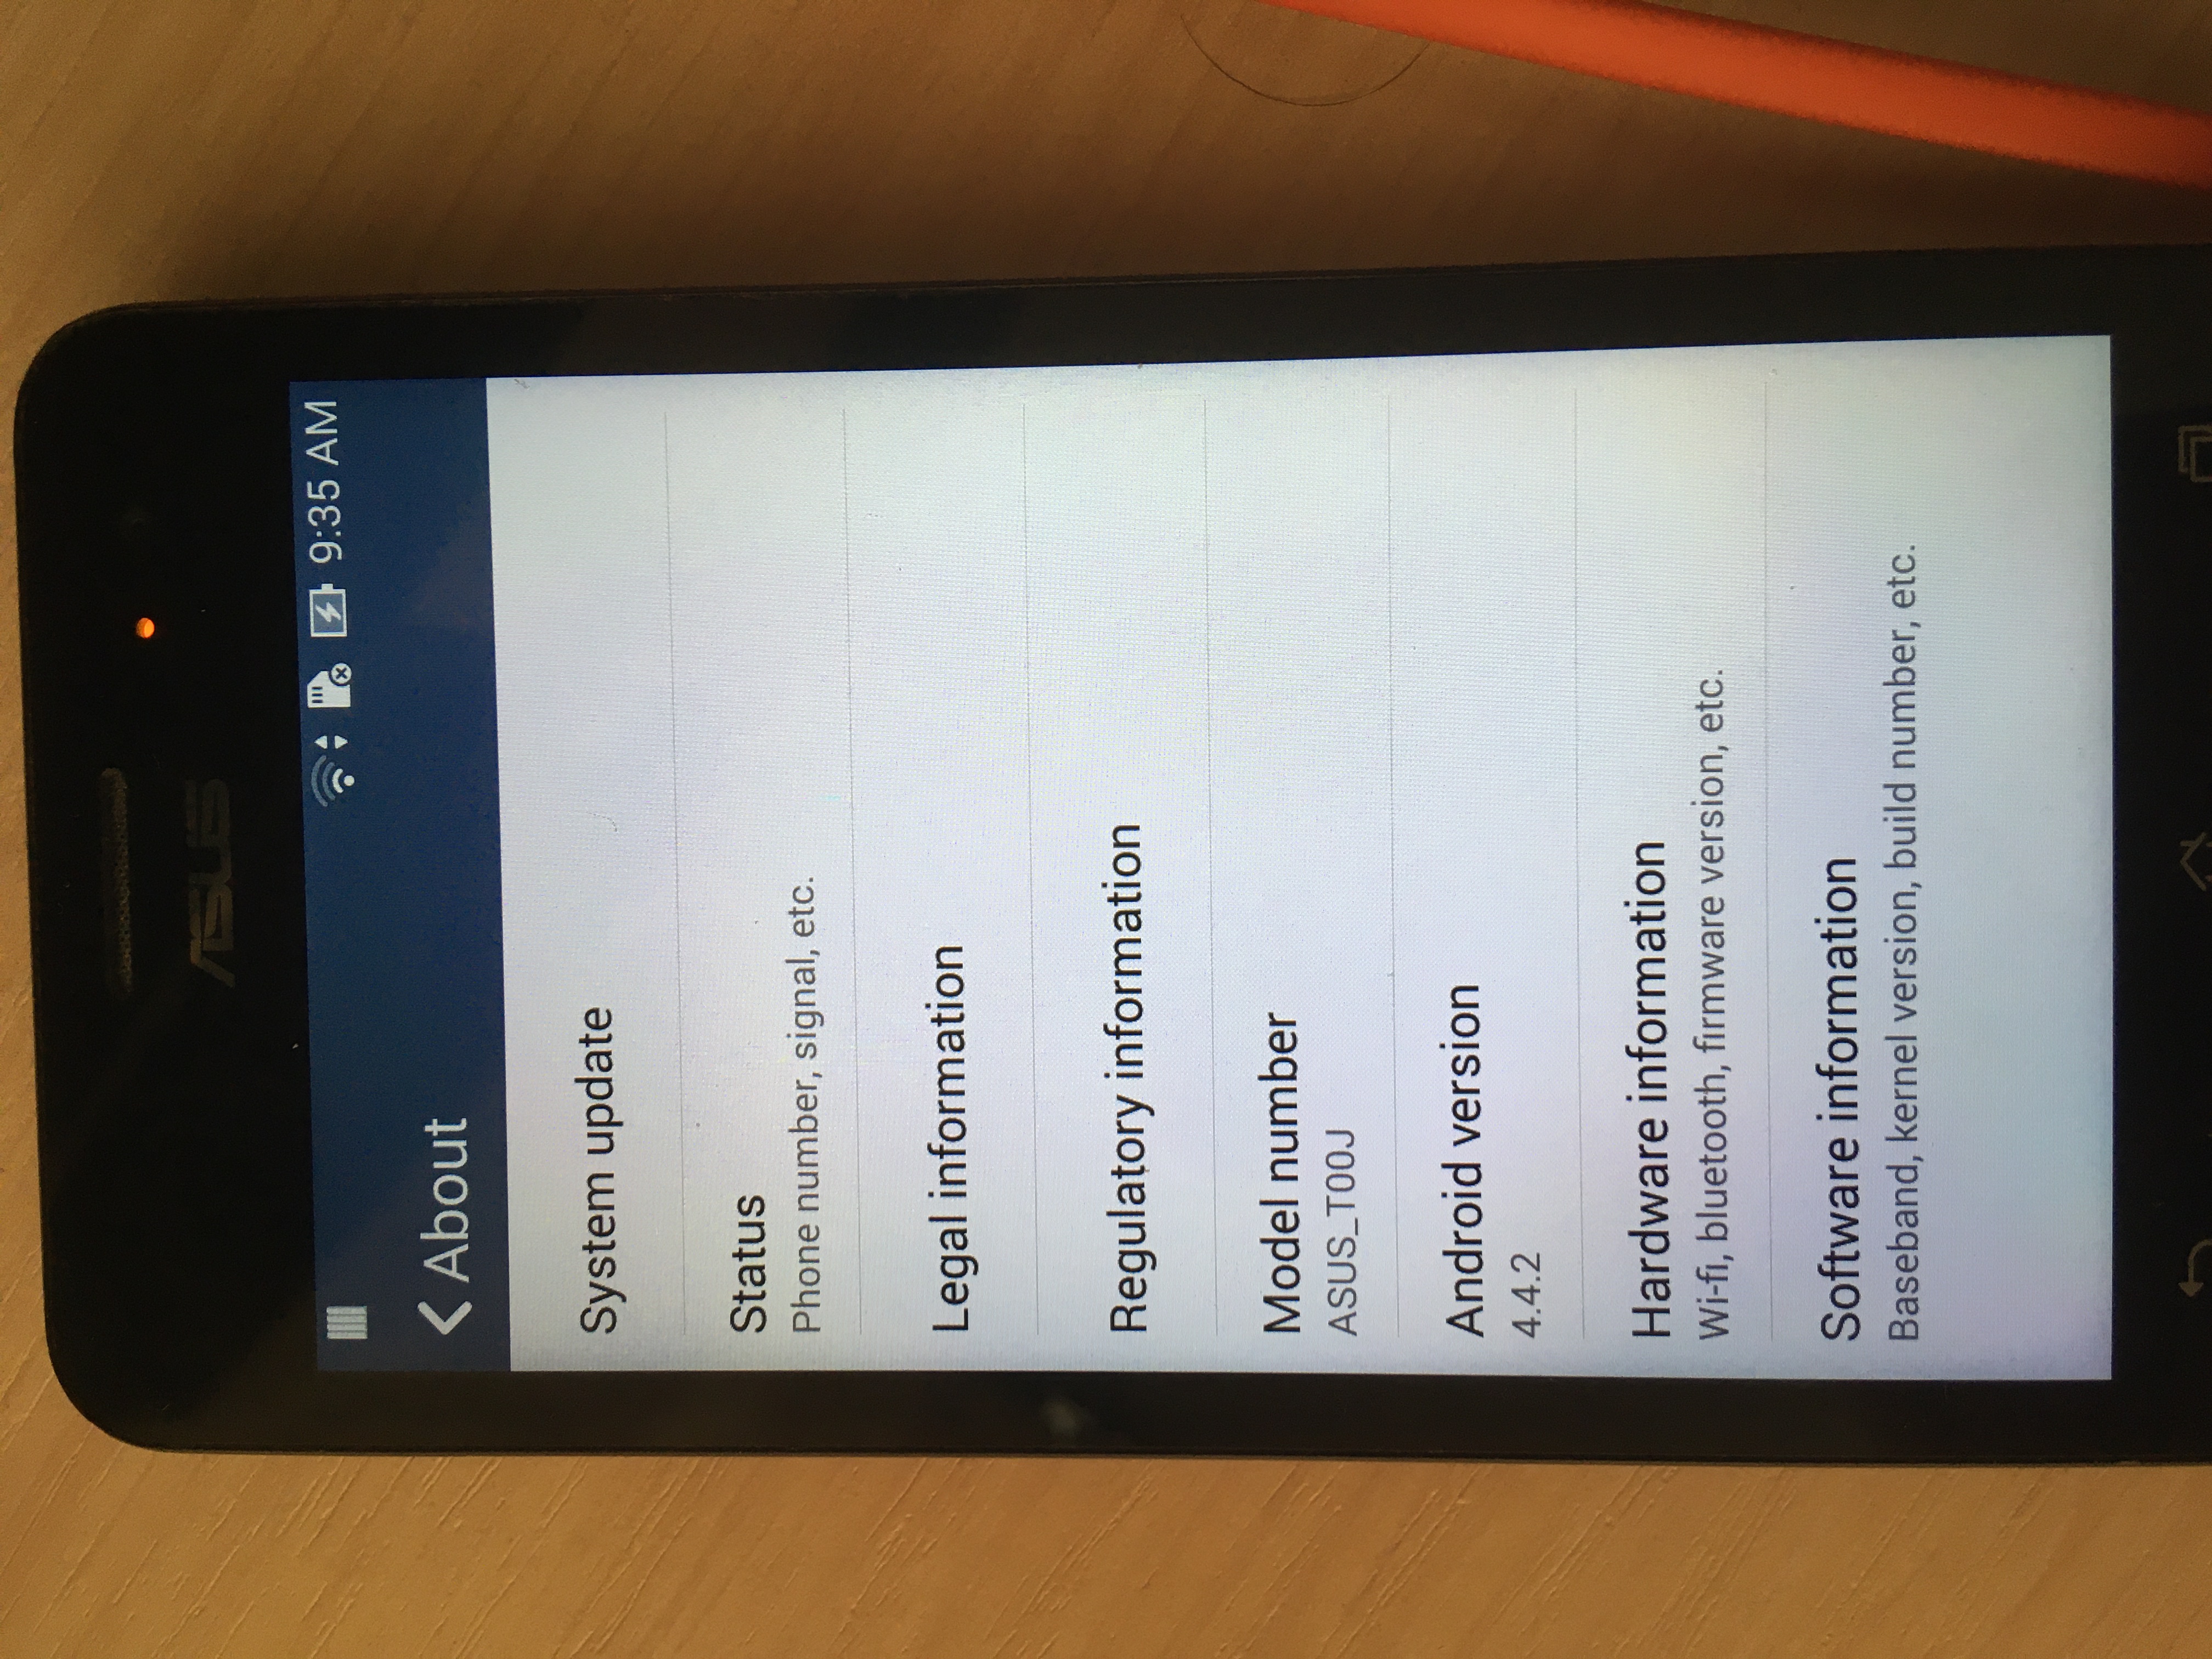 ASUS
9:35 AM
About
System update
Status
Phone number, signal, etc.
Legal information
Regulatory information
Model number
ASUS_T00J
Android version
4.4.2
Hardware information
Wi-fi, bluetooth, firmware version, etc.
Software information
Baseband, kernel version, build number, etc.